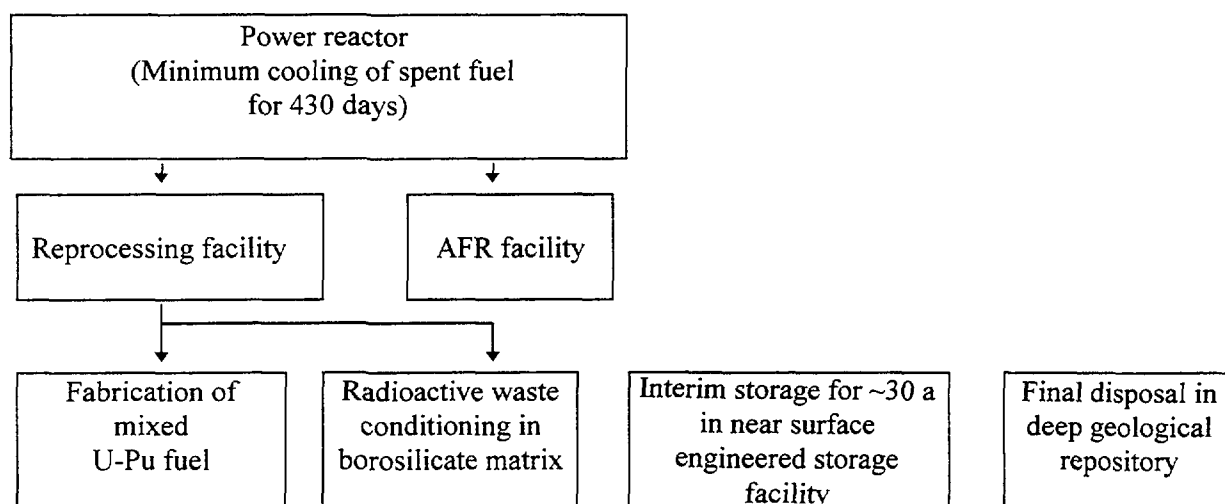 Power reactor
(Minimum cooling of spent fuel
for 430 days)
Reprocessing facility
AFR facility
Fabrication of
mixed
U-Pu fuel
Radioactive waste
conditioning in
borosilicate matrix
Interim storage for ~30 a
in near surface
engineered storage
facility
Final disposal in
deep geological
repository